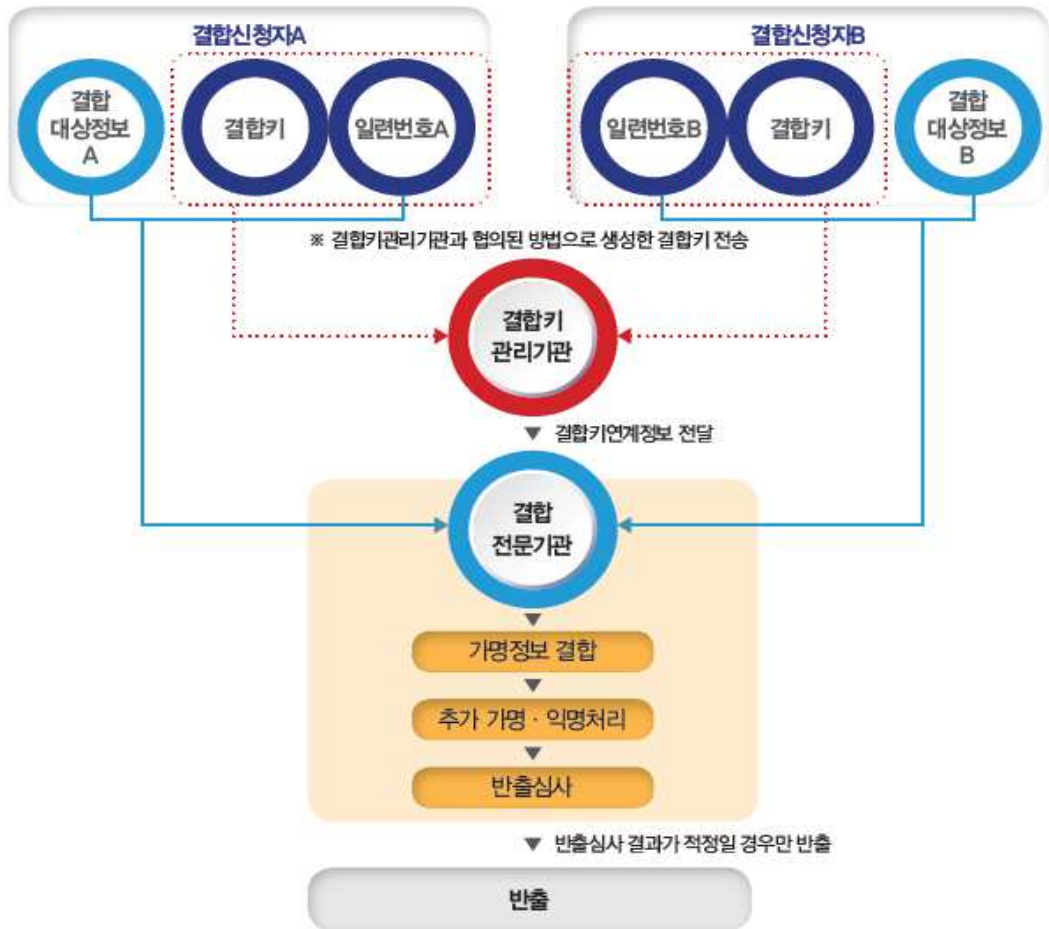 결합신청자A
결합
대상정보
A
결합키
일련번호A
결합신청자B
일련번호B
결합키
결합
대상정보
B
※ 결합키관리기관과 협의된 방법으로 생성한 결합키 전송
결합키
관리기관
▼ 결합키연계정보 전달
결합
전문기관
▼
가명정보 결합
▼
추가 가명 · 익명처리
▼
반출심사
▼ 반출심사 결과가 적정일 경우만 반출
반출